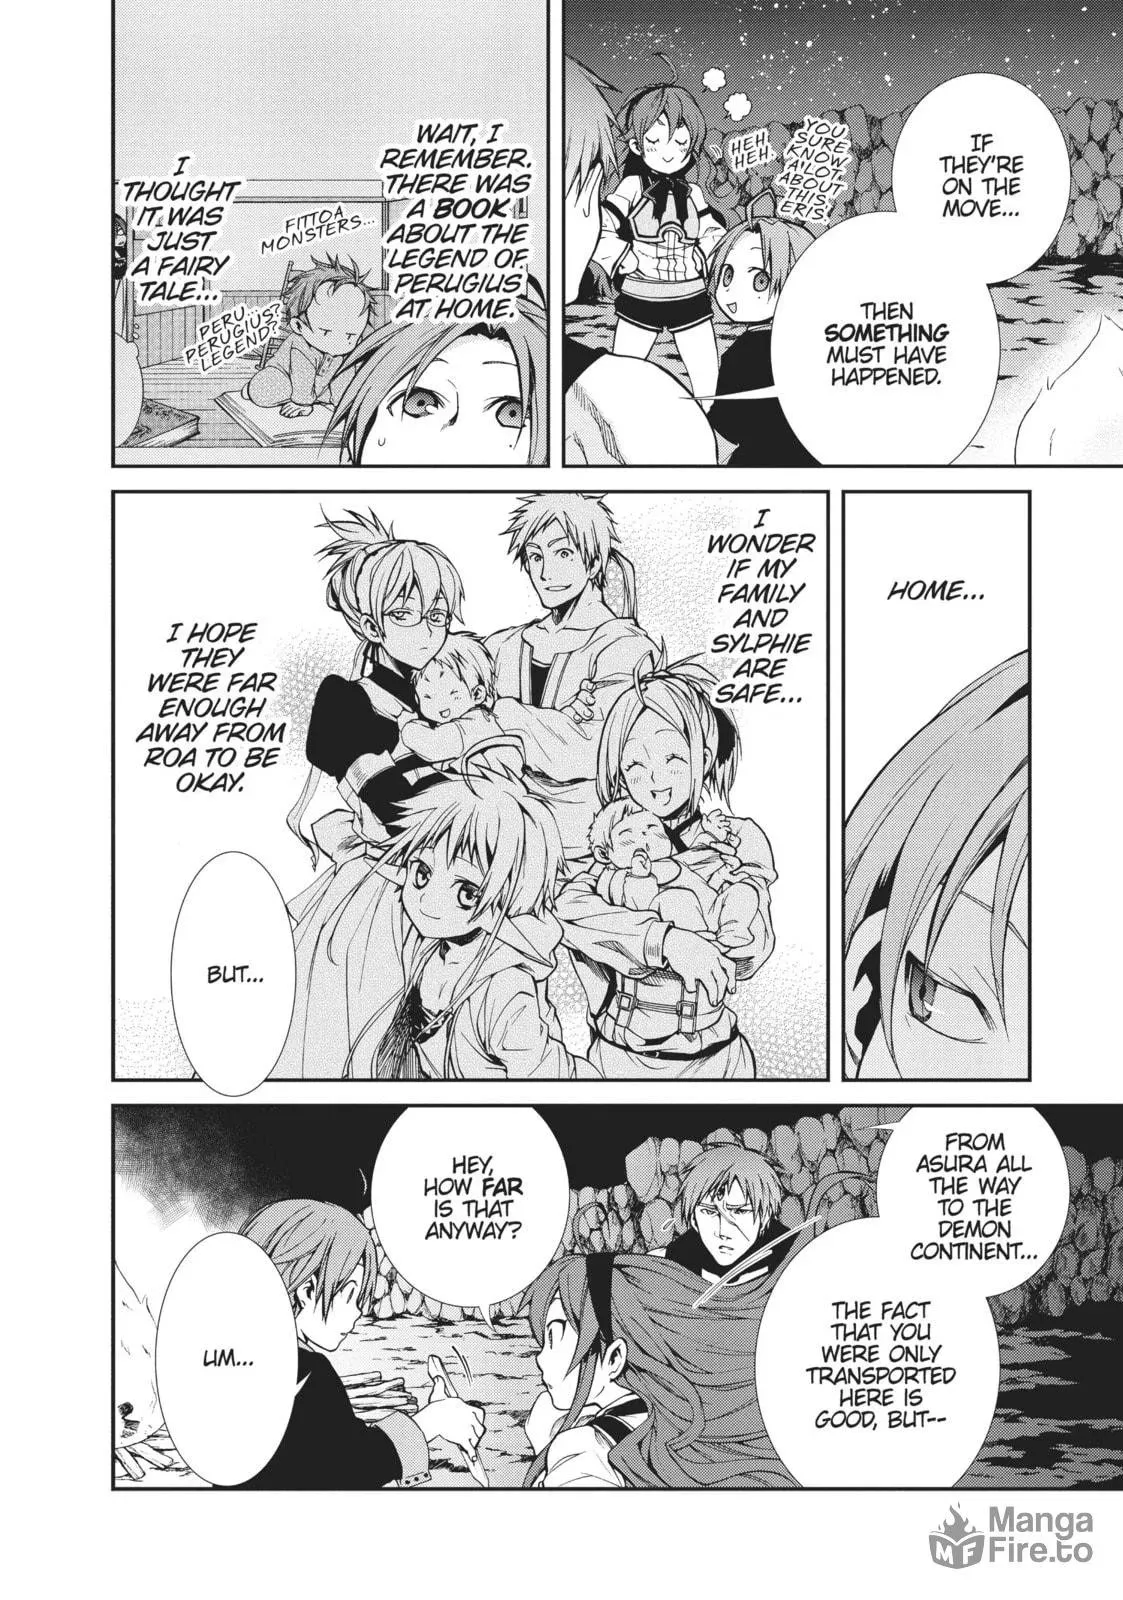 IF
THEY'RE
ON THE
MOVE...
THEN
SOMETHING
MUST HAVE
HAPPENED.
YOU
SURE
KNOW
A LOT
ABOUT
THIS,
ERIS.
HEH
HEH.
WAIT, I
REMEMBER.
THERE WAS
A BOOK
ABOUT THE
LEGEND OF
PERUGIUS
AT HOME.
I
THOUGHT
IT WAS
JUST
A FAIRY
TALE...
FITTOA
MONSTERS...
PERU...
PERUGIUS?
LEGEND?
HOME...
I
WONDER
IF MY
FAMILY
AND
SYLPHIE
ARE
SAFE...
I HOPE
THEY
WERE FAR
ENOUGH
AWAY FROM
ROA TO BE
OKAY.
BUT...
FROM
ASURA ALL
THE WAY
TO THE
DEMON
CONTINENT...
THE FACT
THAT YOU
WERE ONLY
TRANSPORTED
HERE IS
GOOD, BUT--
HEY,
HOW FAR
IS THAT
ANYWAY?
UM...
Manga
Fire.to
MF